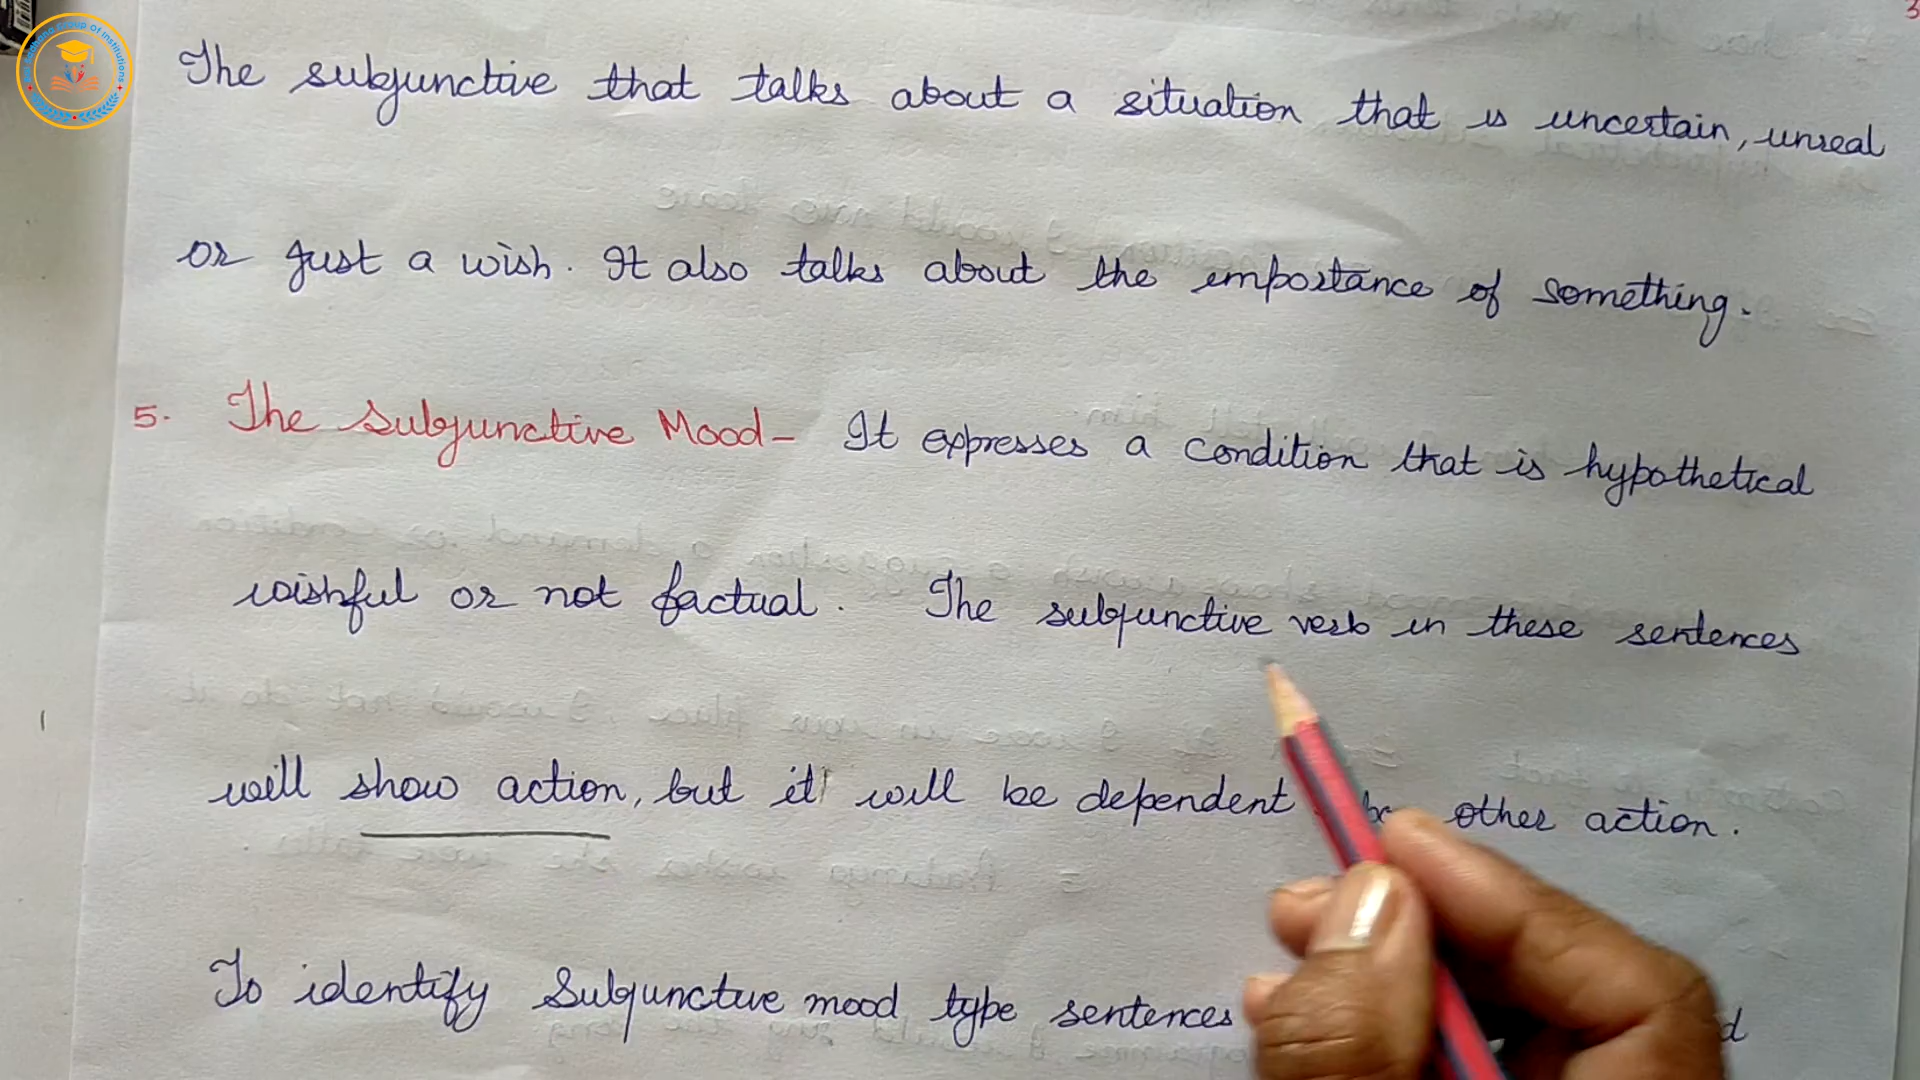 The subjunctive that talks about a situation that is uncertain, unreal
or just a wish. It also talks about the importance of something.
5. The Subjunctive Mood- It expresses a condition that is hypothetical
wishful or not factual. The subjunctive verb in these sentences
will show action, but it will be dependent other action.
To identify Subjunctive mood type sentences